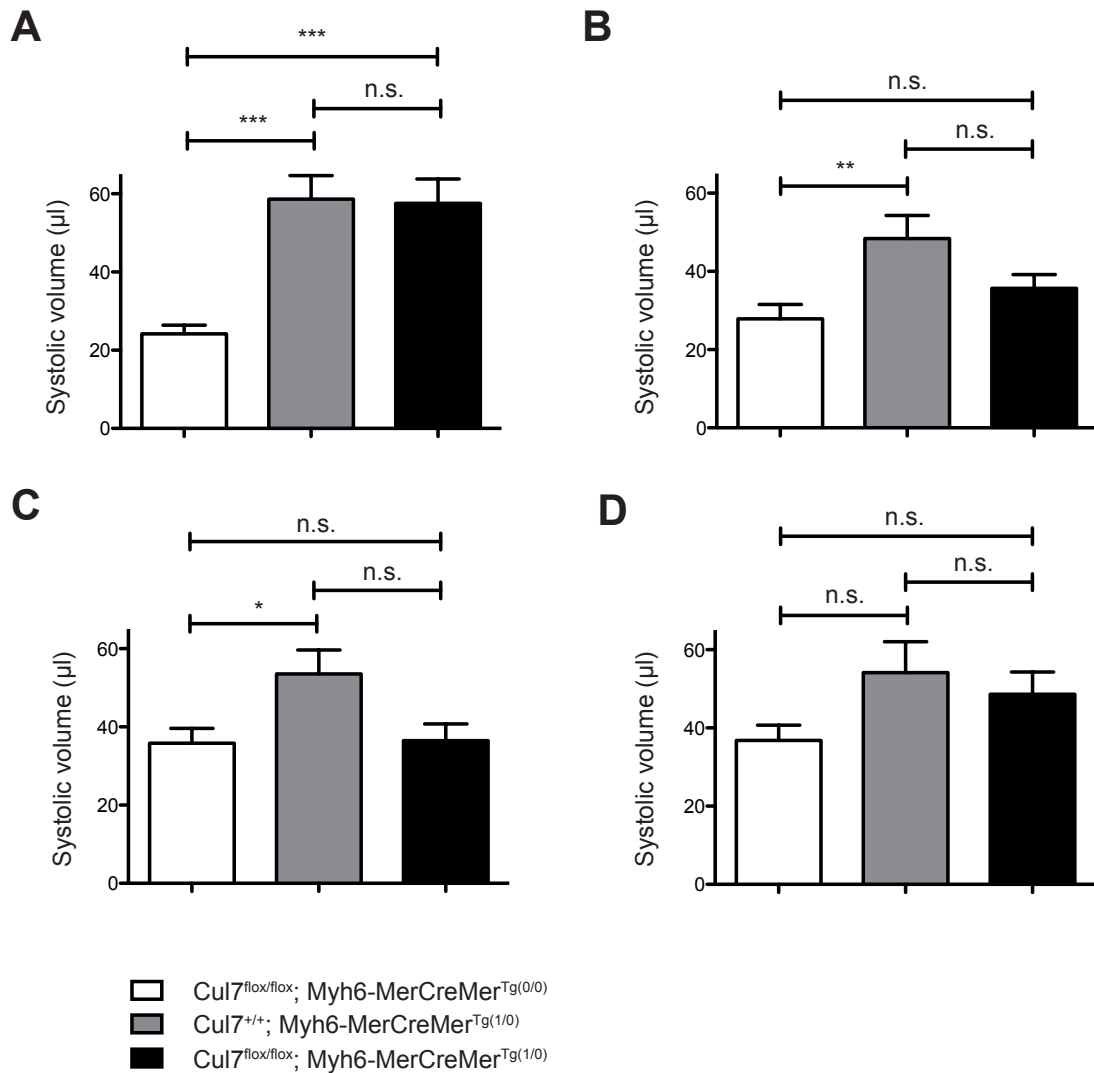 A
***
n.s.
***
Systolic volume (µl)
60
40
20
0
B
n.s.
n.s.
**
Systolic volume (µl)
60
40
20
0
C
n.s.
n.s.
*
Systolic volume (µl)
60
40
20
0
D
n.s.
n.s.
n.s.
Systolic volume (µl)
60
40
20
0
Cul7flox/flox; Myh6-MerCreMerTg(0/0)
Cul7+/+; Myh6-MerCreMerTg(1/0)
Cul7flox/flox; Myh6-MerCreMerTg(1/0)